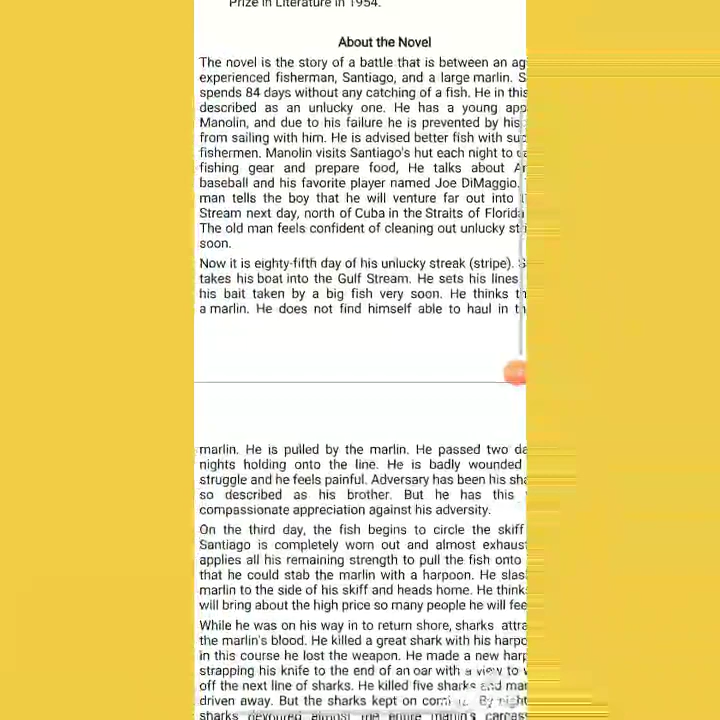 Prize in Literature in 1954.
About the Novel
The novel is the story of a battle that is between an
experienced fisherman, Santiago, and a large marlin.
spends 84 days without any catching of a fish. He in this
described as an unlucky one. He has a young
Manolin, and due to his failure he is prevented by his
from sailing with him. He is advised better fish with
fishermen. Manolin visits Santiago's hut each night to
fishing gear and prepare food, He talks about
baseball and his favorite player named Joe DiMaggio.
man tells the boy that he will venture far out into
Stream next day, north of Cuba in the Straits of Florida
The old man feels confident of cleaning out unlucky
soon.
Now it is eighty-fifth day of his unlucky streak (stripe).
takes his boat into the Gulf Stream. He sets his lines
his bait taken by a big fish very soon. He thinks
a marlin. He does not find himself able to haul in
marlin. He is pulled by the marlin. He passed two
nights holding onto the line. He is badly wounded
struggle and he feels painful. Adversary has been his
so described as his brother. But he has this
compassionate appreciation against his adversity.
On the third day, the fish begins to circle the skiff
Santiago is completely worn out and almost
applies all his remaining strength to pull the fish onto
that he could stab the marlin with a harpoon. He
marlin to the side of his skiff and heads home. He
will bring about the high price so many people he will
While he was on his way in to return shore, sharks
the marlin's blood. He killed a great shark with his
in this course he lost the weapon. He made a new
strapping his knife to the end of an oar with a view to
off the next line of sharks. He killed five sharks and
driven away. But the sharks kept on By
sharks devoured almost the entire marlin's